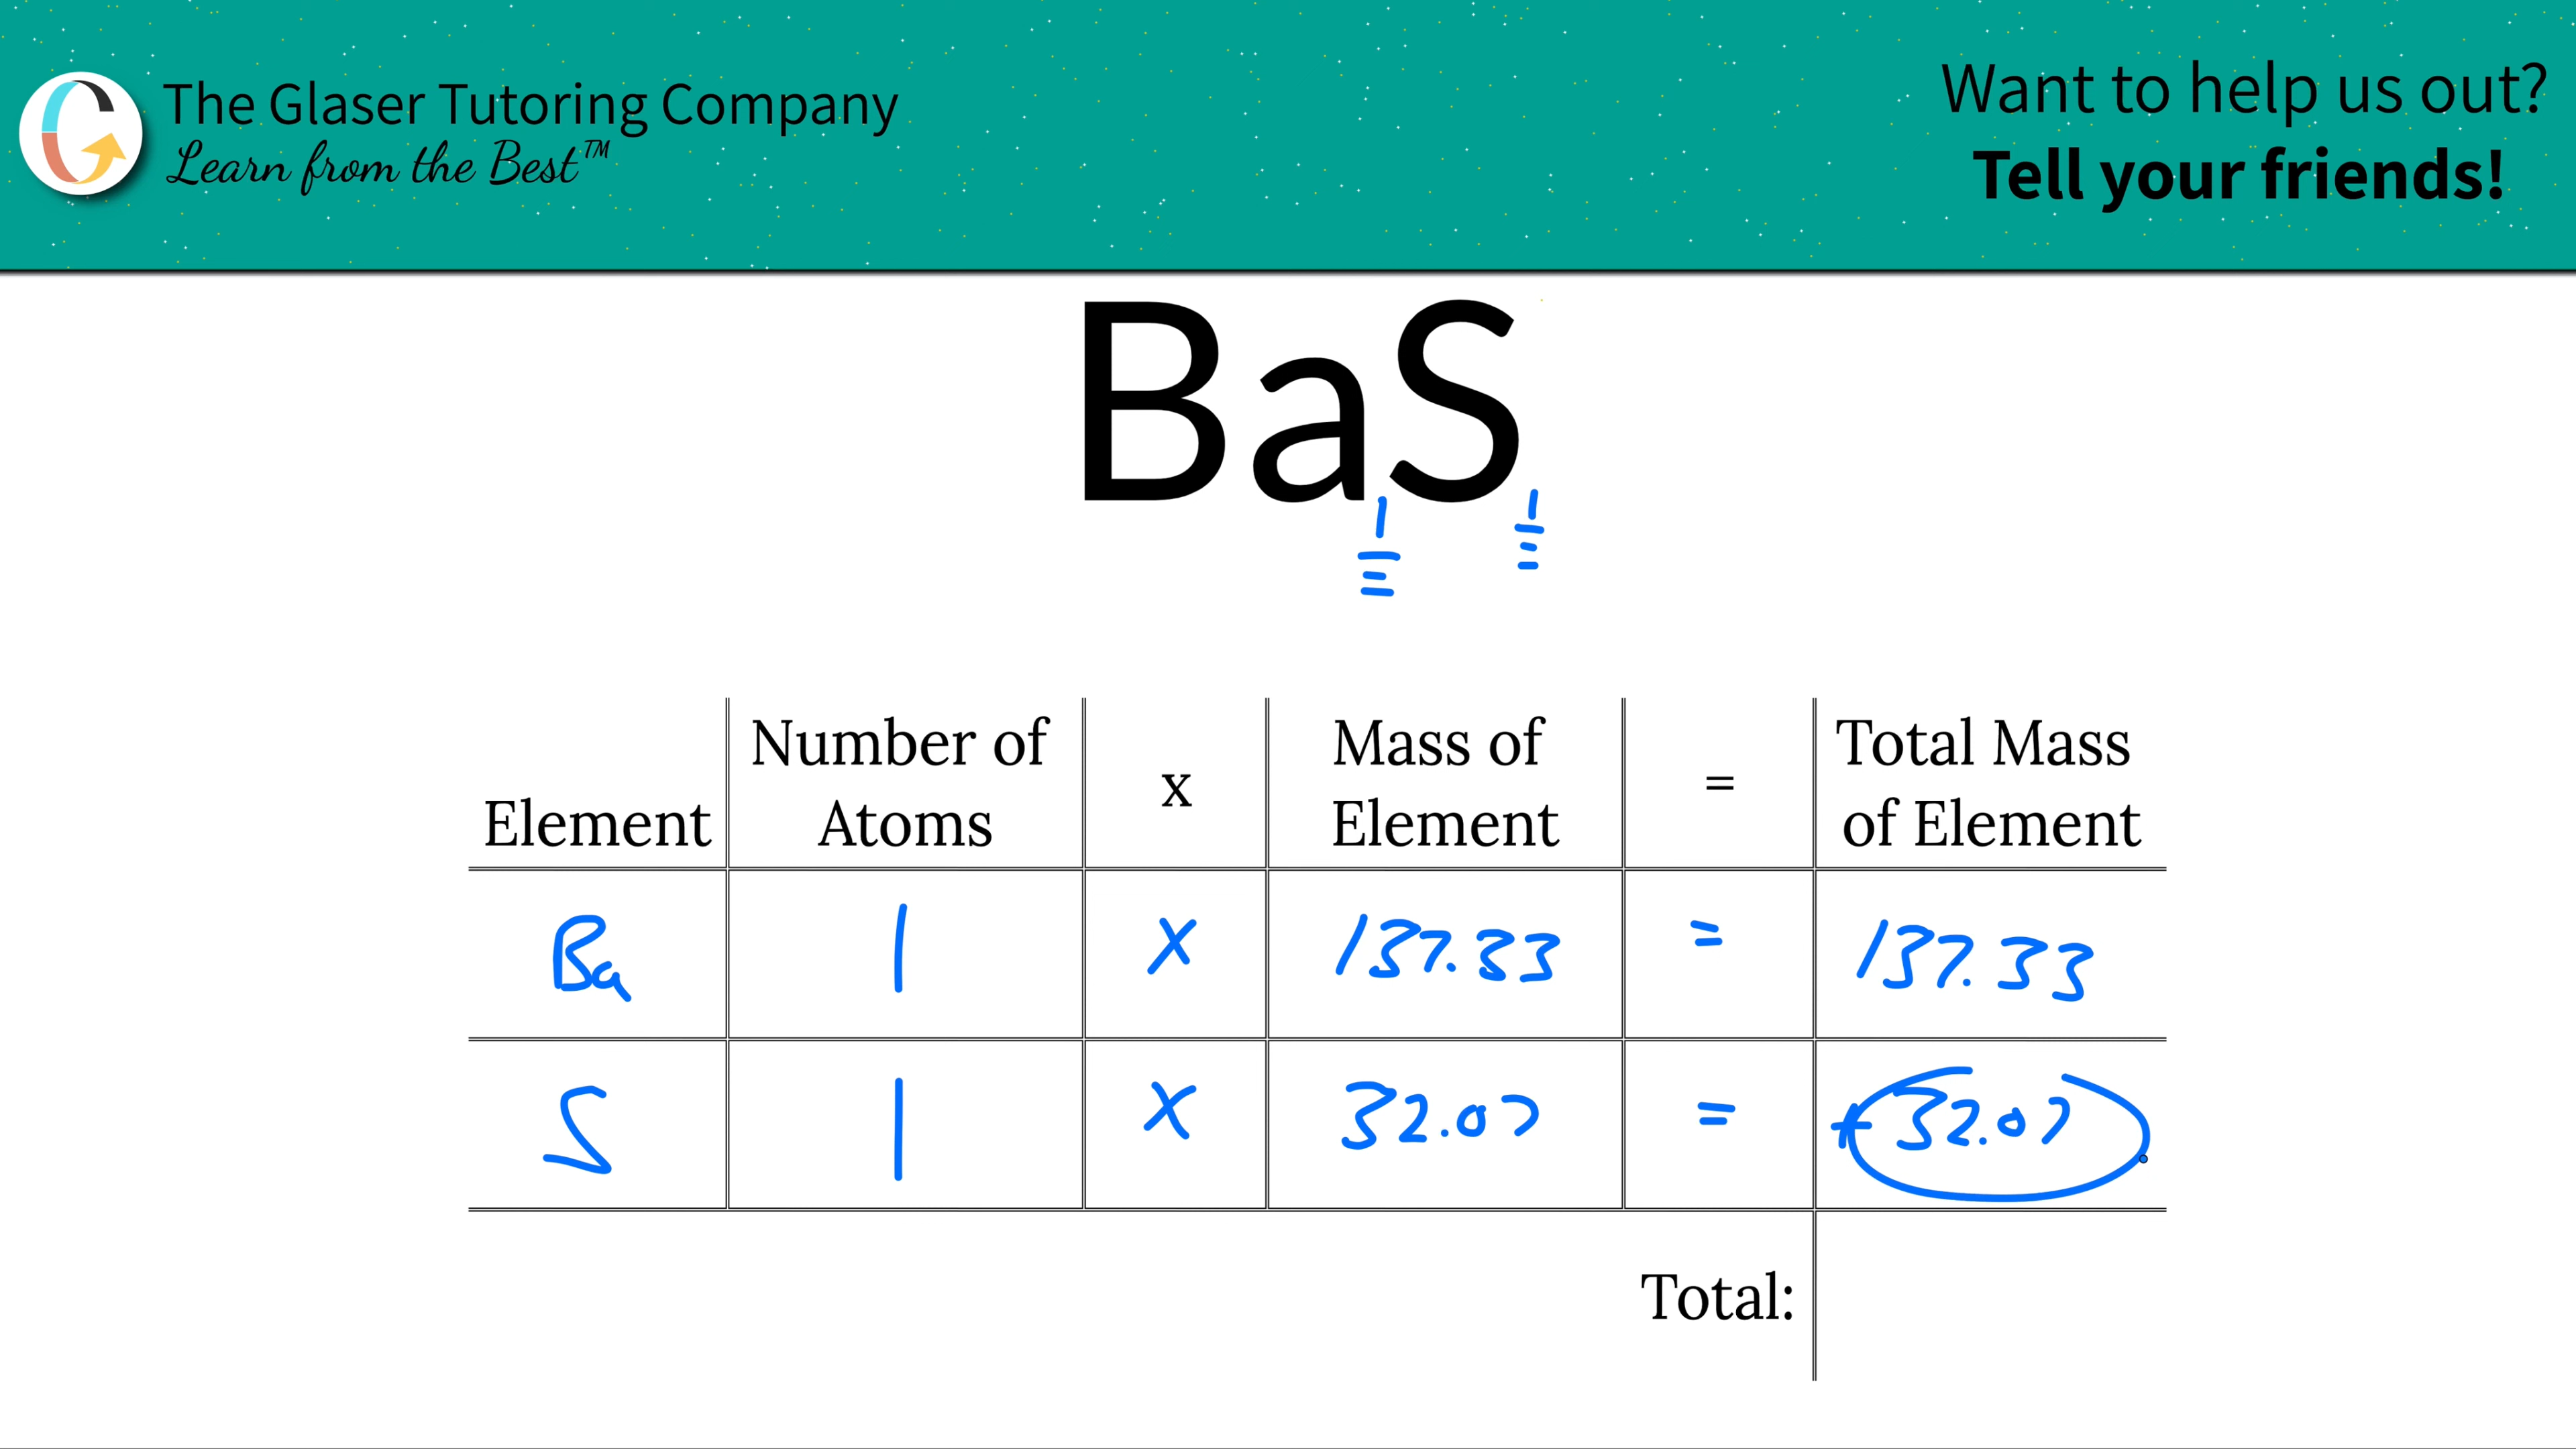 The Glaser Tutoring Company
Learn from the Best™
Want to help us out?
Tell your friends!
BaS
1 1
Element Number of Atoms x Mass of Element = Total Mass of Element
Ba 1 x 137.33 = 137.33
S 1 x 32.07 = + 32.07
Total: